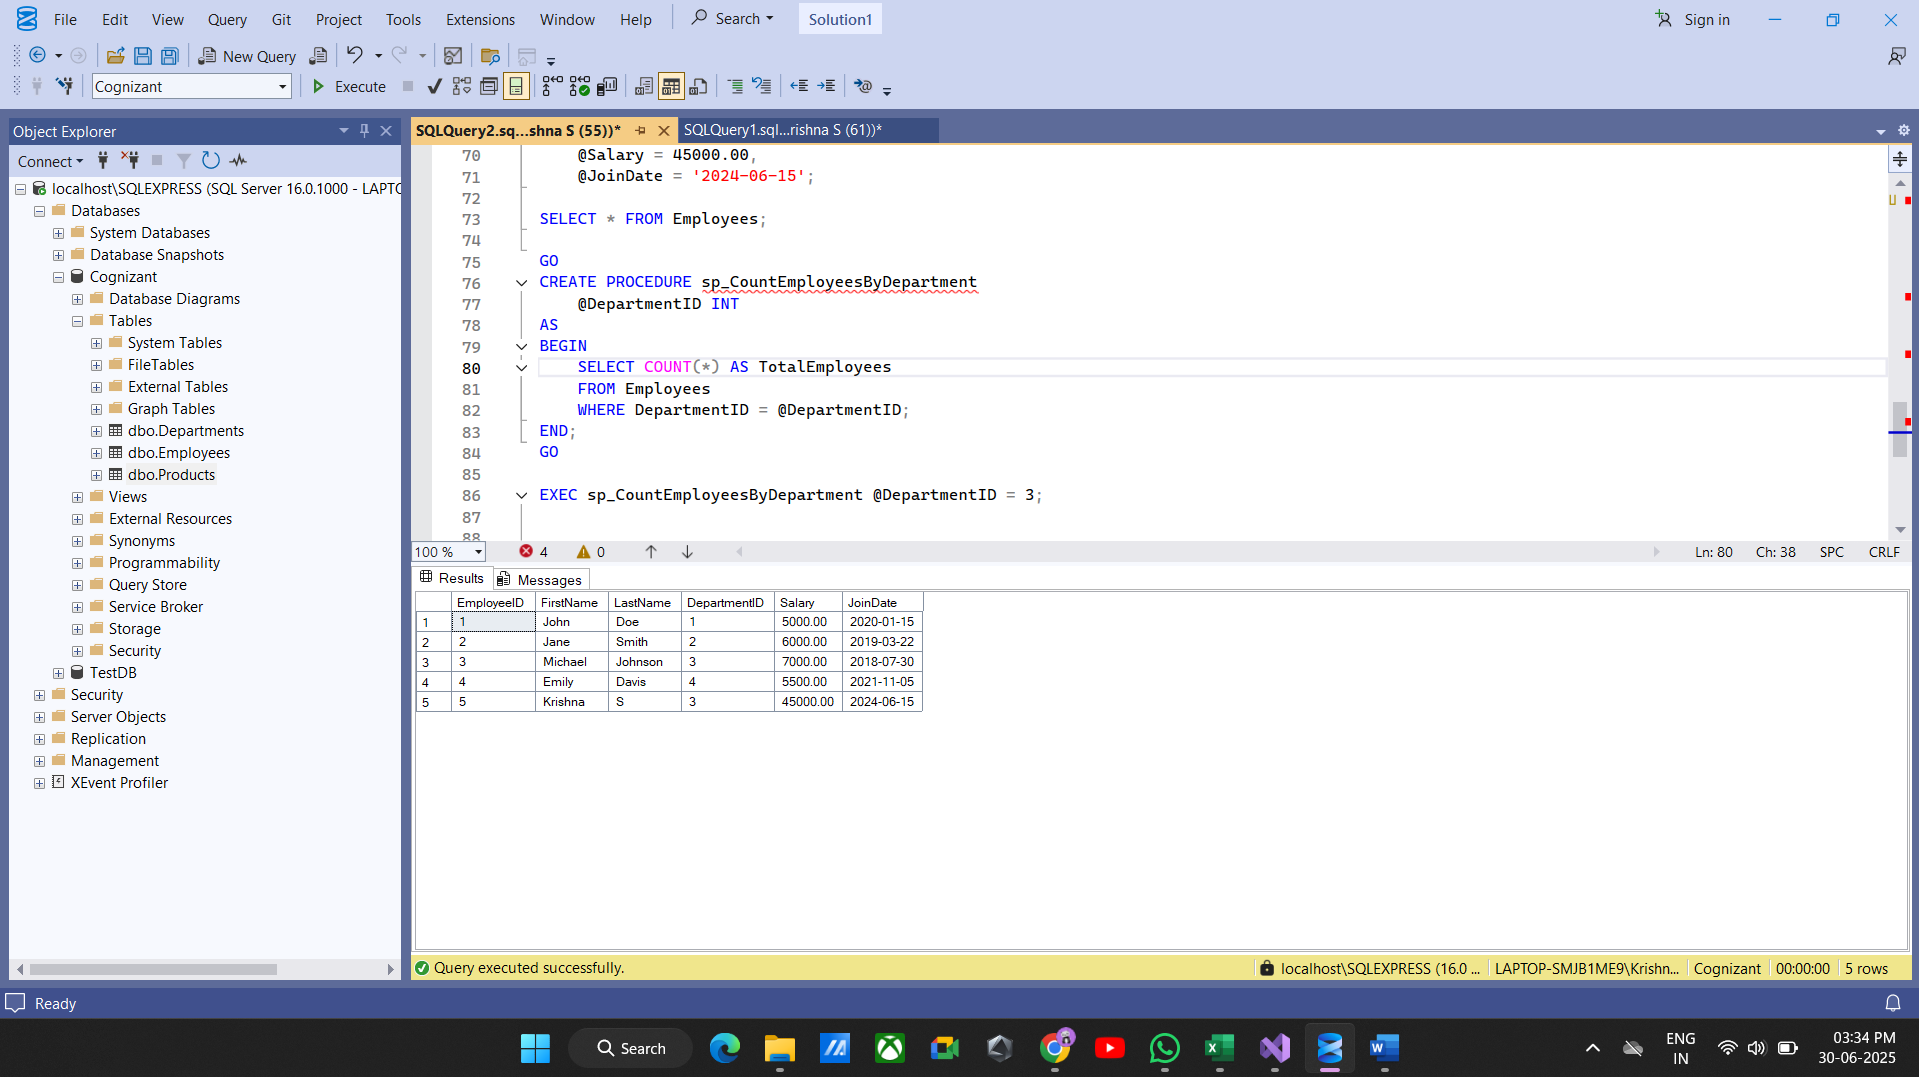 File Edit View Query Git Project Tools Extensions Window Help Search Solution1 Sign in
New Query
Cognizant Execute
Object Explorer
Connect
localhost\SQLEXPRESS (SQL Server 16.0.1000 - LAPTO
Databases
System Databases
Database Snapshots
Cognizant
Database Diagrams
Tables
System Tables
FileTables
External Tables
Graph Tables
dbo.Departments
dbo.Employees
dbo.Products
Views
External Resources
Synonyms
Programmability
Query Store
Service Broker
Storage
Security
TestDB
Security
Server Objects
Replication
Management
XEvent Profiler
SQLQuery2.sq...shna S (55))* SQLQuery1.sql...rishna S (61))*
70 @Salary = 45000.00,
71 @JoinDate = '2024-06-15';
72
73 SELECT * FROM Employees;
74
75 GO
76 CREATE PROCEDURE sp_CountEmployeesByDepartment
77 @DepartmentID INT
78 AS
79 BEGIN
80 SELECT COUNT(*) AS TotalEmployees
81 FROM Employees
82 WHERE DepartmentID = @DepartmentID;
83 END;
84 GO
85
86 EXEC sp_CountEmployeesByDepartment @DepartmentID = 3;
87
88
100 % 4 0 Ln: 80 Ch: 38 SPC CRLF
Results Messages
EmployeeID FirstName LastName DepartmentID Salary JoinDate
1 1 John Doe 1 5000.00 2020-01-15
2 2 Jane Smith 2 6000.00 2019-03-22
3 3 Michael Johnson 3 7000.00 2018-07-30
4 4 Emily Davis 4 5500.00 2021-11-05
5 5 Krishna S 3 45000.00 2024-06-15
Query executed successfully. localhost\SQLEXPRESS (16.0 ... LAPTOP-SMJB1ME9\Krishn... Cognizant 00:00:00 5 rows
Ready
Search
ENG
IN
03:34 PM
30-06-2025